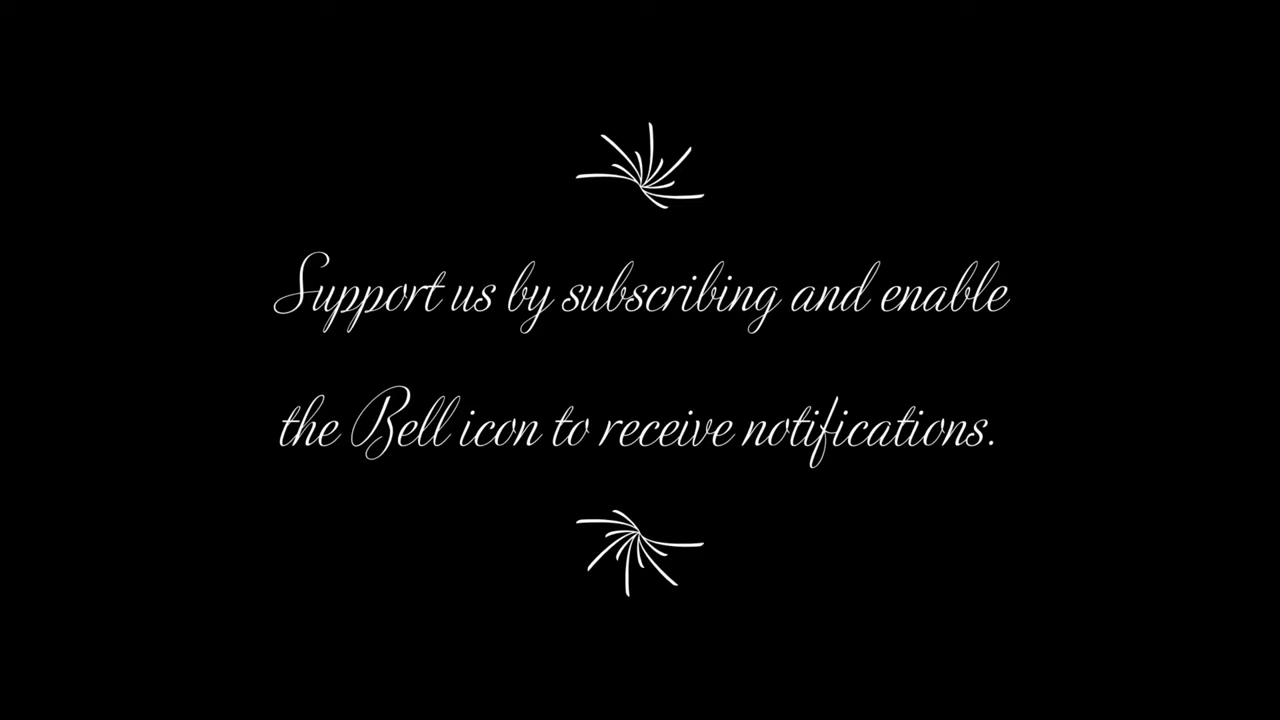 Support us by subscribing and enable
the Bell icon to receive notifications.